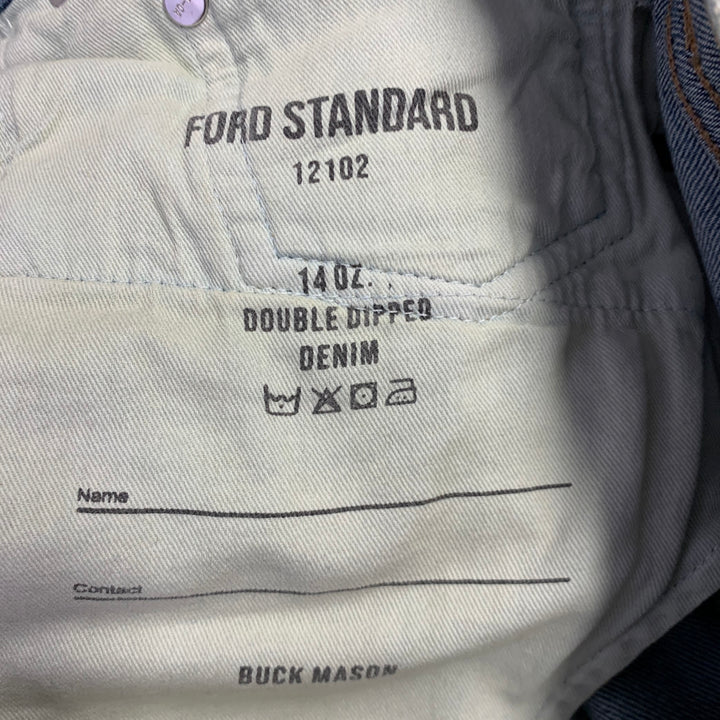 FORD STANDARD
12102
14 OZ.
DOUBLE DIPPED
DENIM
Name
Contact
BUCK MASON